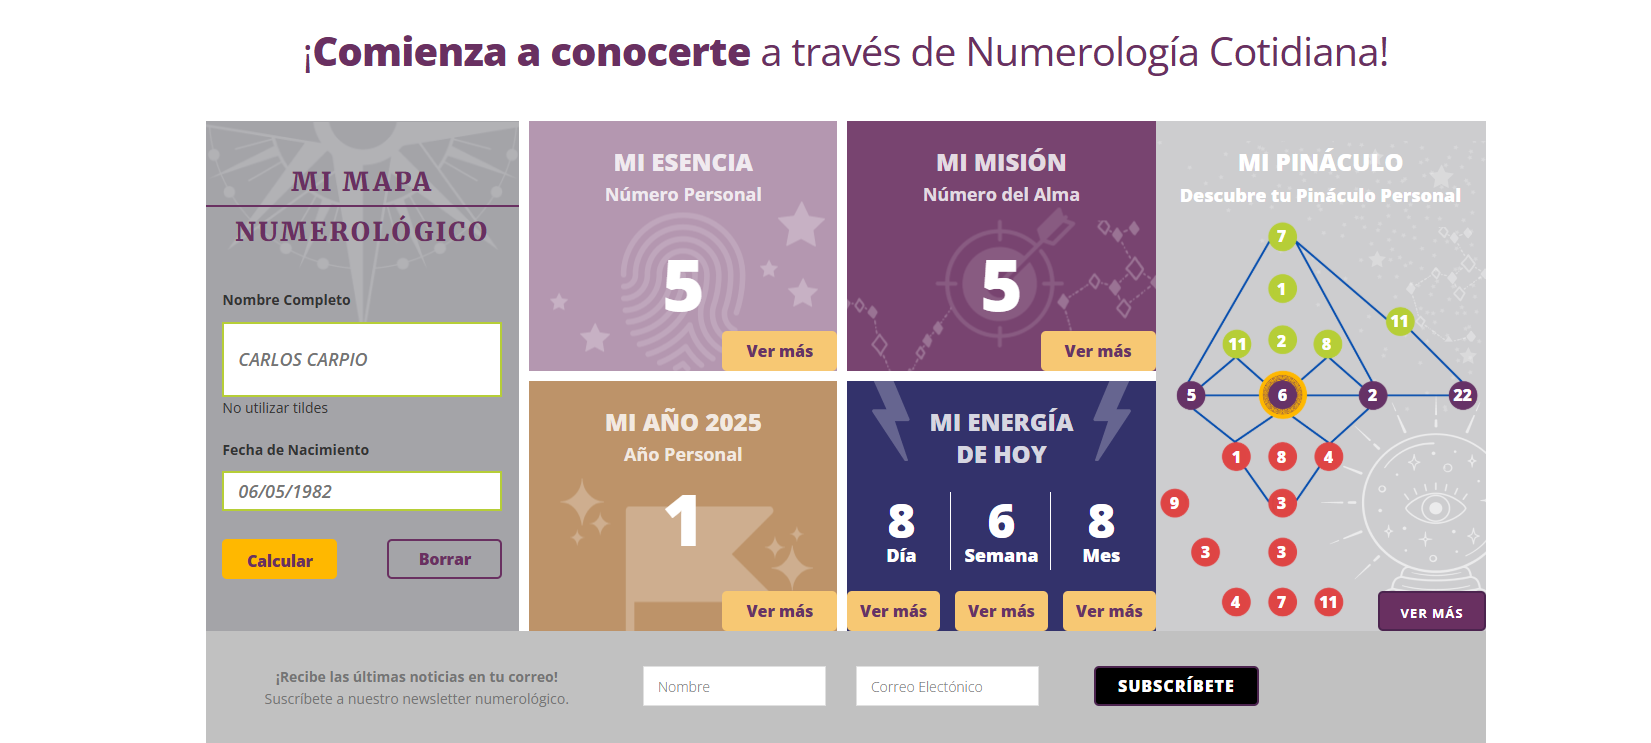 ¡Comienza a conocerte a través de Numerología Cotidiana!
MI MAPA
NUMEROLÓGICO
Nombre Completo
CARLOS CARPIO
No utilizar tildes
Fecha de Nacimiento
06/05/1982
Calcular
Borrar
MI ESENCIA
Número Personal
5
Ver más
MI MISIÓN
Número del Alma
5
Ver más
MI AÑO 2025
Año Personal
1
Ver más
MI ENERGÍA
DE HOY
8
Día
6
Semana
8
Mes
Ver más
Ver más
Ver más
MI PINÁCULO
Descubre tu Pináculo Personal
7
1
11
11 2 8
5 6 2 22
1 8 4
9 3
3 3
4 7 11
VER MÁS
¡Recibe las últimas noticias en tu correo!
Suscríbete a nuestro newsletter numerológico.
Nombre
Correo Electónico
SUBSCRÍBETE